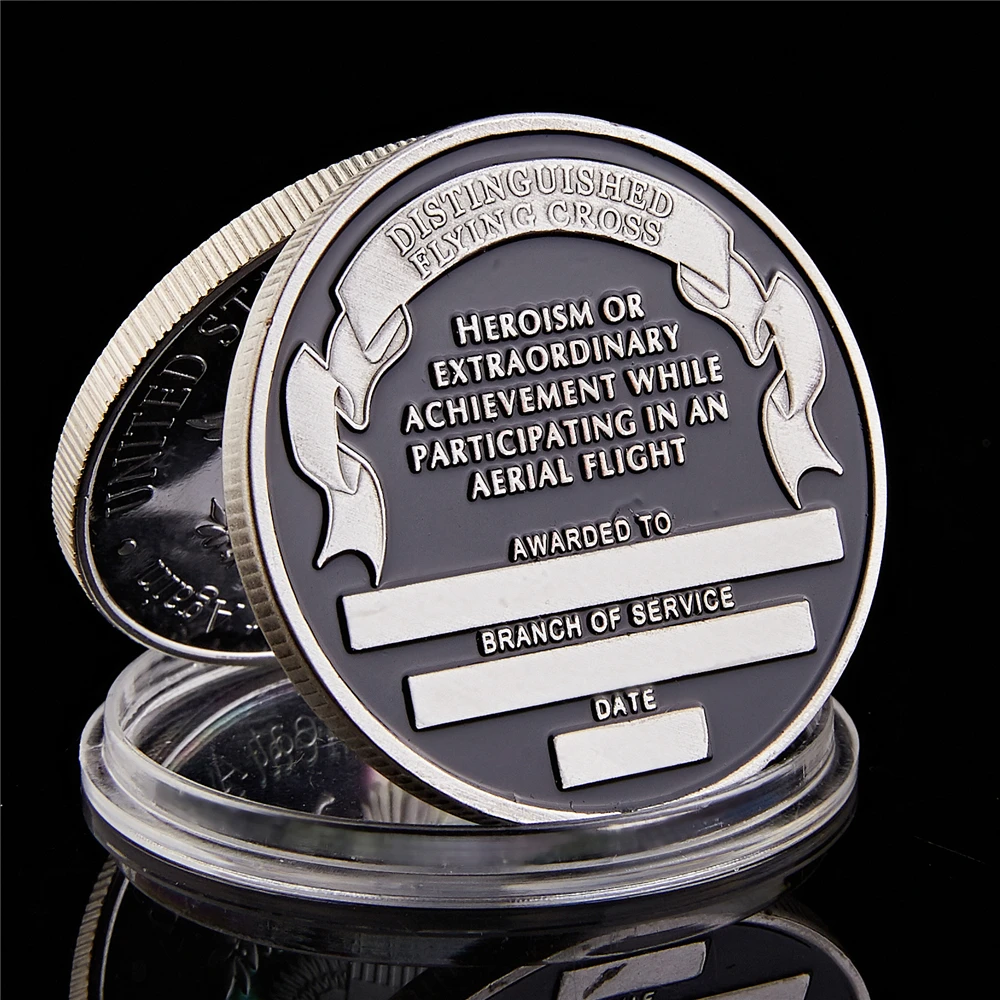 DISTINGUISHED
FLYING CROSS
HEROISM OR
EXTRAORDINARY
ACHIEVEMENT WHILE
PARTICIPATING IN AN
AERIAL FLIGHT
AWARDED TO
BRANCH OF SERVICE
DATE
UNITED ST